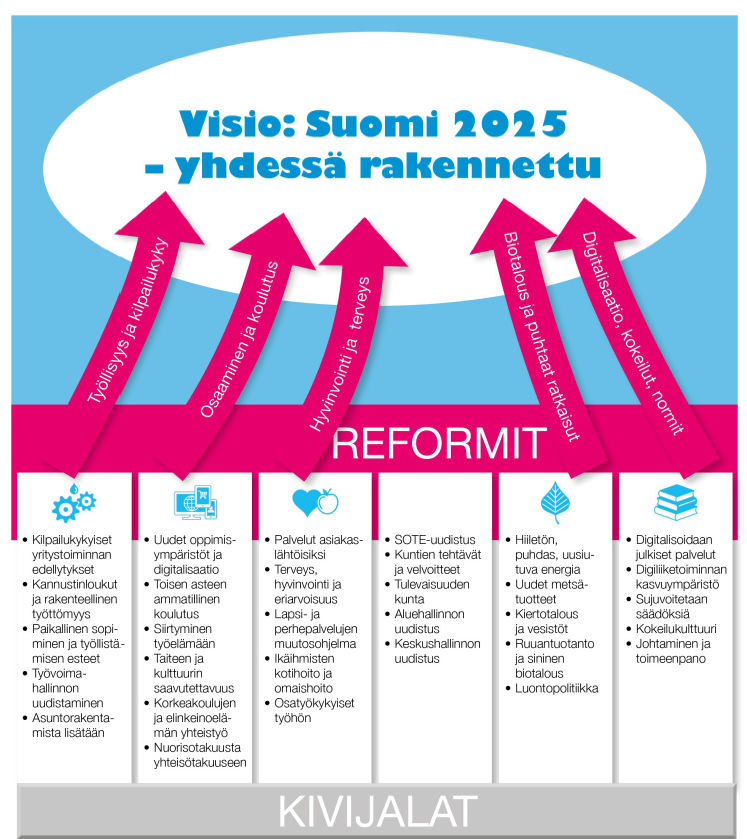 Visio: Suomi 2025
– yhdessä rakennettu
Työllisyys ja kilpailukyky
Osaaminen ja koulutus
Hyvinvointi ja terveys
Biotalous ja puhtaat ratkaisut
Digitalisaatio, kokeilut, normit
REFORMIT
• Kilpailukykyiset
yritystoiminnan
edellytykset
• Kannustinloukut
ja rakenteellinen
työttömyys
• Paikallinen sopi-
minen ja työllistä-
misen esteet
• Työvoima-
hallinnon
uudistaminen
• Asuntorakenta-
mista lisätään
• Uudet oppimis-
ympäristöt ja
digitalisaatio
• Toisen asteen
ammatillinen
koulutus
• Siirtyminen
työelämään
• Taiteen ja
kulttuurin
saavutettavuus
• Korkeakoulujen
ja elinkeinoelä-
män yhteistyö
• Nuorisotakuusta
yhteisötakuuseen
• Palvelut asiakas-
lähtöisiksi
• Terveys,
hyvinvointi ja
eriarvoisuus
• Lapsi- ja
perhepalvelujen
muutosohjelma
• Ikäihmisten
kotihoito ja
omaishoito
• Osatyökykyiset
työhön
• SOTE-uudistus
• Kuntien tehtävät
ja velvoitteet
• Tulevaisuuden
kunta
• Aluehallinnon
uudistus
• Keskushallinnon
uudistus
• Hiiletön,
puhdas, uusiu-
tuva energia
• Uudet metsä-
tuotteet
• Kiertotalous
ja vesistöt
• Ruuantuotanto
ja sininen
biotalous
• Luontopolitiikka
• Digitalisoidaan
julkiset palvelut
• Digiliiketoiminnan
kasvuympäristö
• Sujuvoitetaan
säädöksiä
• Kokeilukulttuuri
• Johtaminen ja
toimeenpano
KIVIJALAT